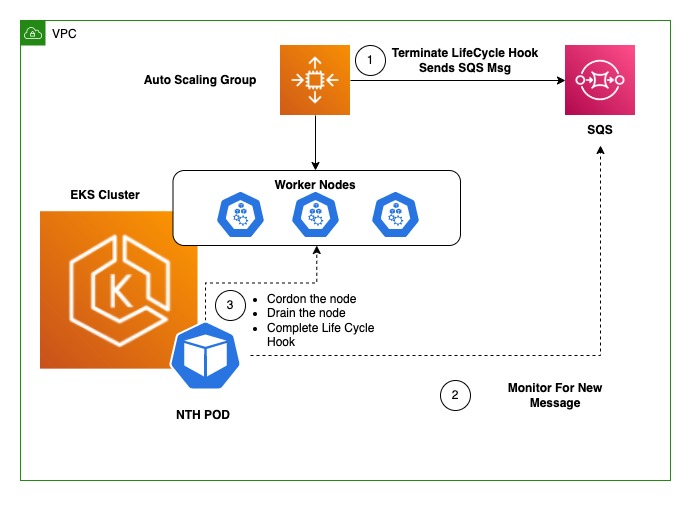 VPC
1
Terminate LifeCycle Hook
Sends SQS Msg
Auto Scaling Group
SQS
EKS Cluster
Worker Nodes
K
3
• Cordon the node
• Drain the node
• Complete Life Cycle
Hook
2
Monitor For New
Message
NTH POD